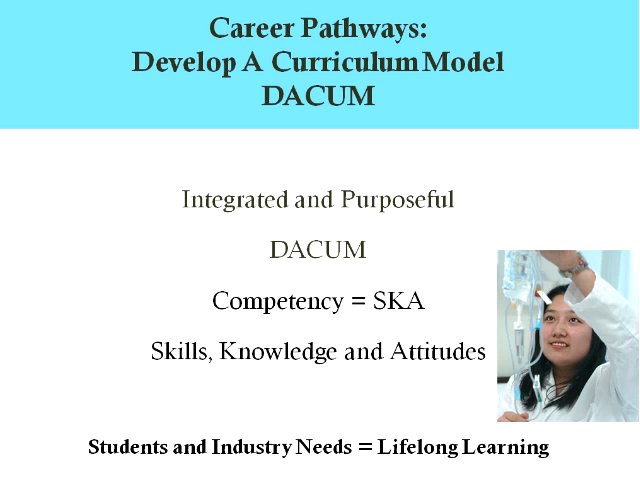 Career Pathways:
Develop A Curriculum Model
DACUM
Integrated and Purposeful
DACUM
Competency = SKA
Skills, Knowledge and Attitudes
Students and Industry Needs = Lifelong Learning